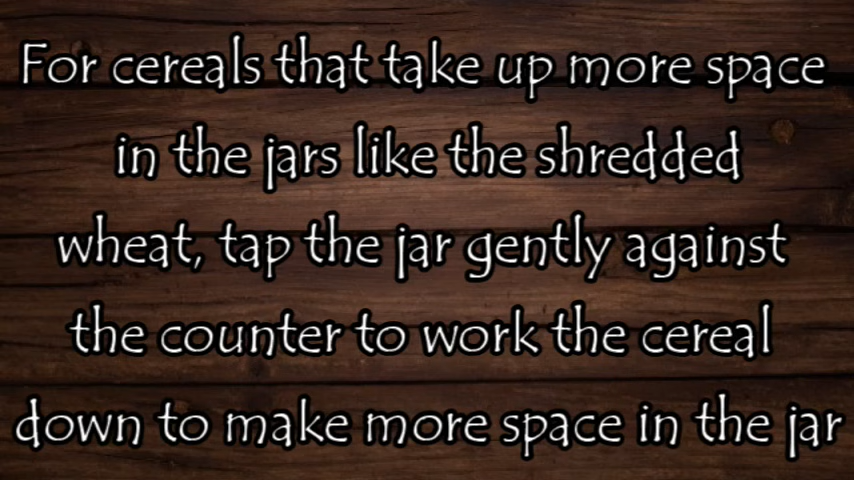 For cereals that take up more space
in the jars like the shredded
wheat, tap the jar gently against
the counter to work the cereal
down to make more space in the jar